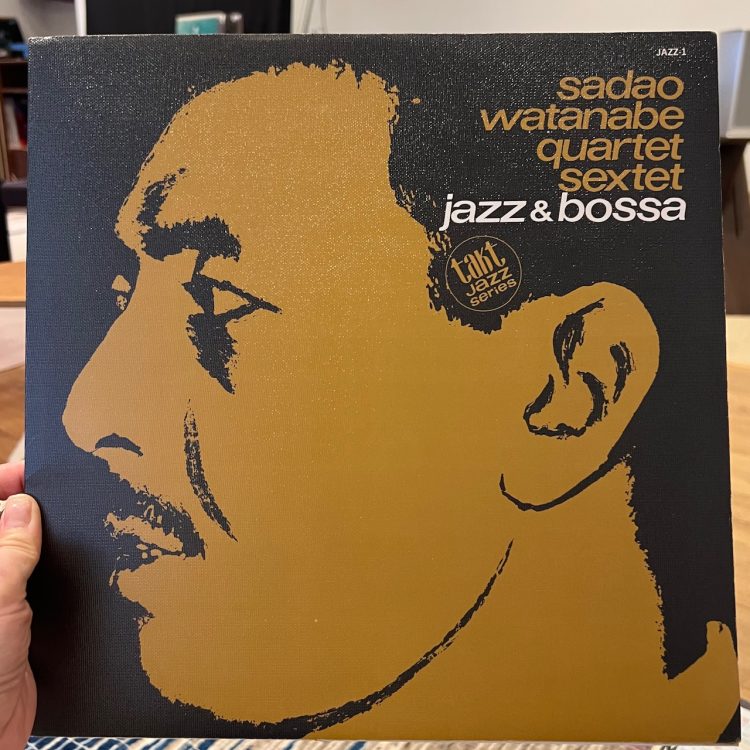 JAZZ-1
sadao
watanabe
quartet
sextet
jazz & bossa
takt
jazz
series